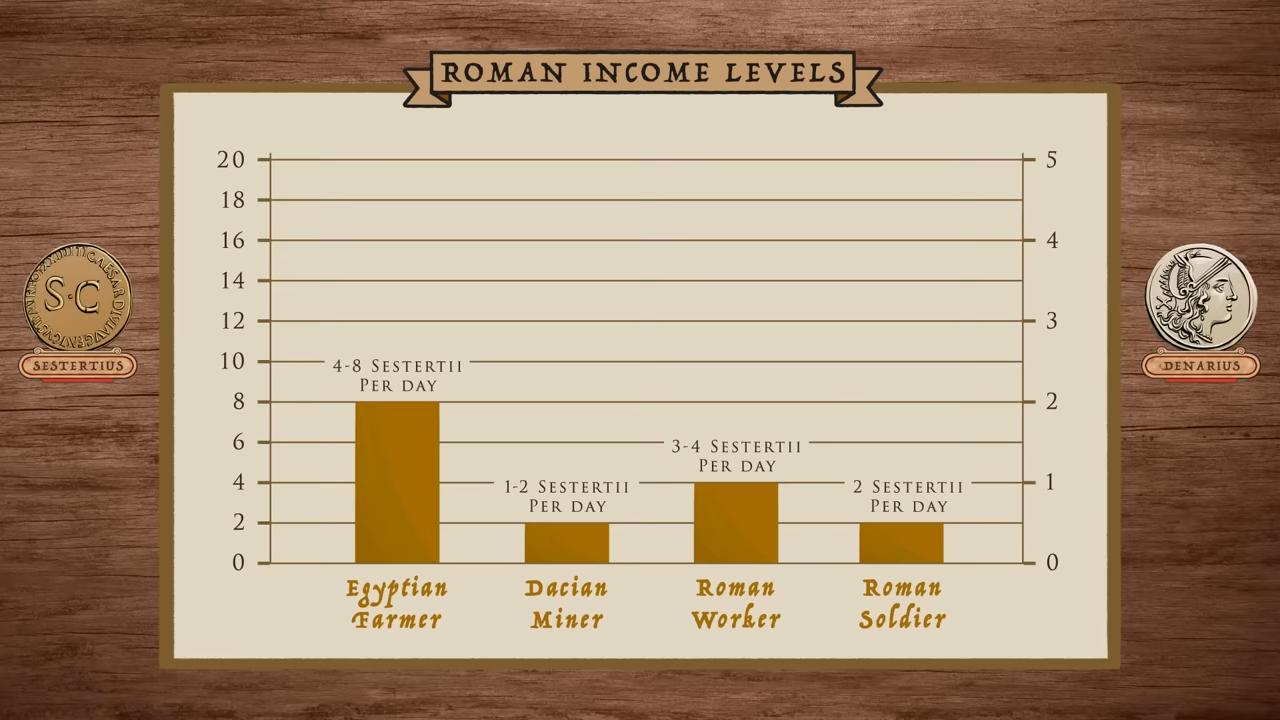 ROMAN INCOME LEVELS
20
18
16
14
12
10
8
6
4
2
0
5
4
3
2
1
0
4-8 SESTERTII
PER DAY
1-2 SESTERTII
PER DAY
3-4 SESTERTII
PER DAY
2 SESTERTII
PER DAY
Egyptian
Farmer
Dacian
Miner
Roman
Worker
Roman
Soldier
S·C
SESTERTIUS
DENARIUS